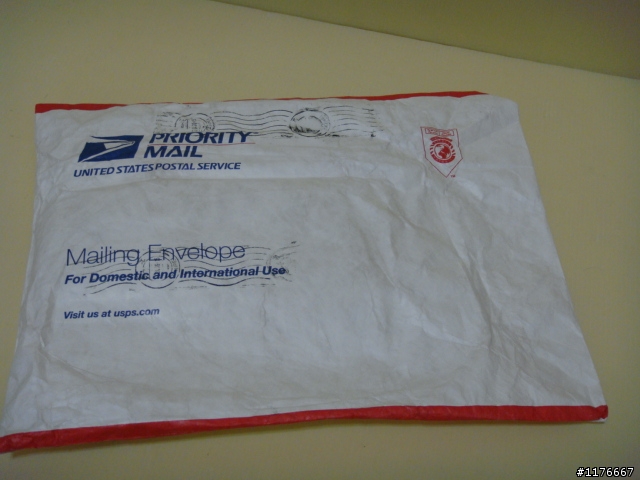 PRIORITY
MAIL
UNITED STATES POSTAL SERVICE
Mailing Envelope
For Domestic and International Use
Visit us at usps.com
#1176667